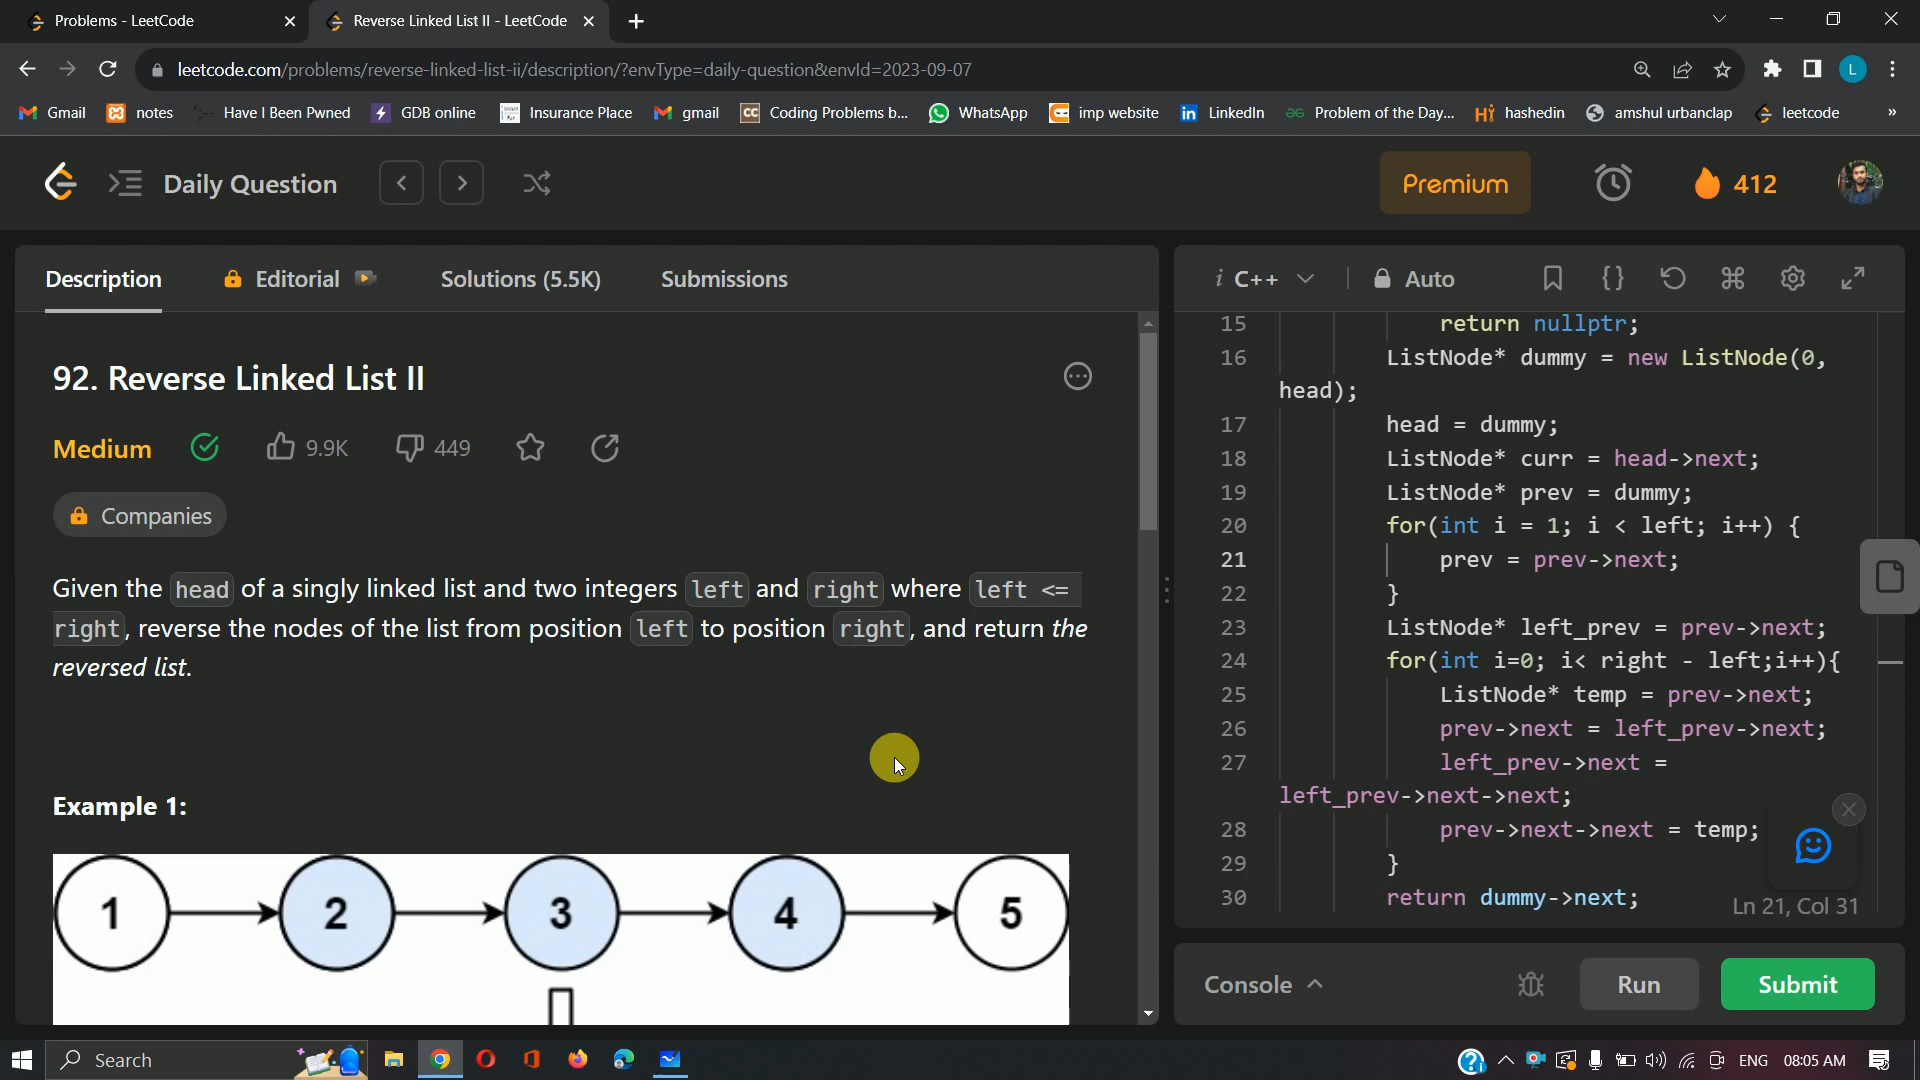 Problems - LeetCode
Reverse Linked List II - LeetCode
leetcode.com/problems/reverse-linked-list-ii/description/?envType=daily-question&envId=2023-09-07
L
Gmail notes Have I Been Pwned GDB online Insurance Place gmail CC Coding Problems b... WhatsApp imp website in LinkedIn Problem of the Day... Hi hashedin amshul urbanclap leetcode »
Daily Question
Premium
412
Description Editorial Solutions (5.5K) Submissions
92. Reverse Linked List II
Medium 9.9K 449
Companies
Given the head of a singly linked list and two integers left and right where left <=
right, reverse the nodes of the list from position left to position right, and return the
reversed list.
Example 1:
1 2 3 4 5
i C++ Auto
15 return nullptr;
16 ListNode* dummy = new ListNode(0,
head);
17 head = dummy;
18 ListNode* curr = head->next;
19 ListNode* prev = dummy;
20 for(int i = 1; i < left; i++) {
21 prev = prev->next;
22 }
23 ListNode* left_prev = prev->next;
24 for(int i=0; i< right - left;i++){
25 ListNode* temp = prev->next;
26 prev->next = left_prev->next;
27 left_prev->next =
left_prev->next->next;
28 prev->next->next = temp;
29 }
30 return dummy->next;
Ln 21, Col 31
Console Run Submit
Search
ENG 08:05 AM